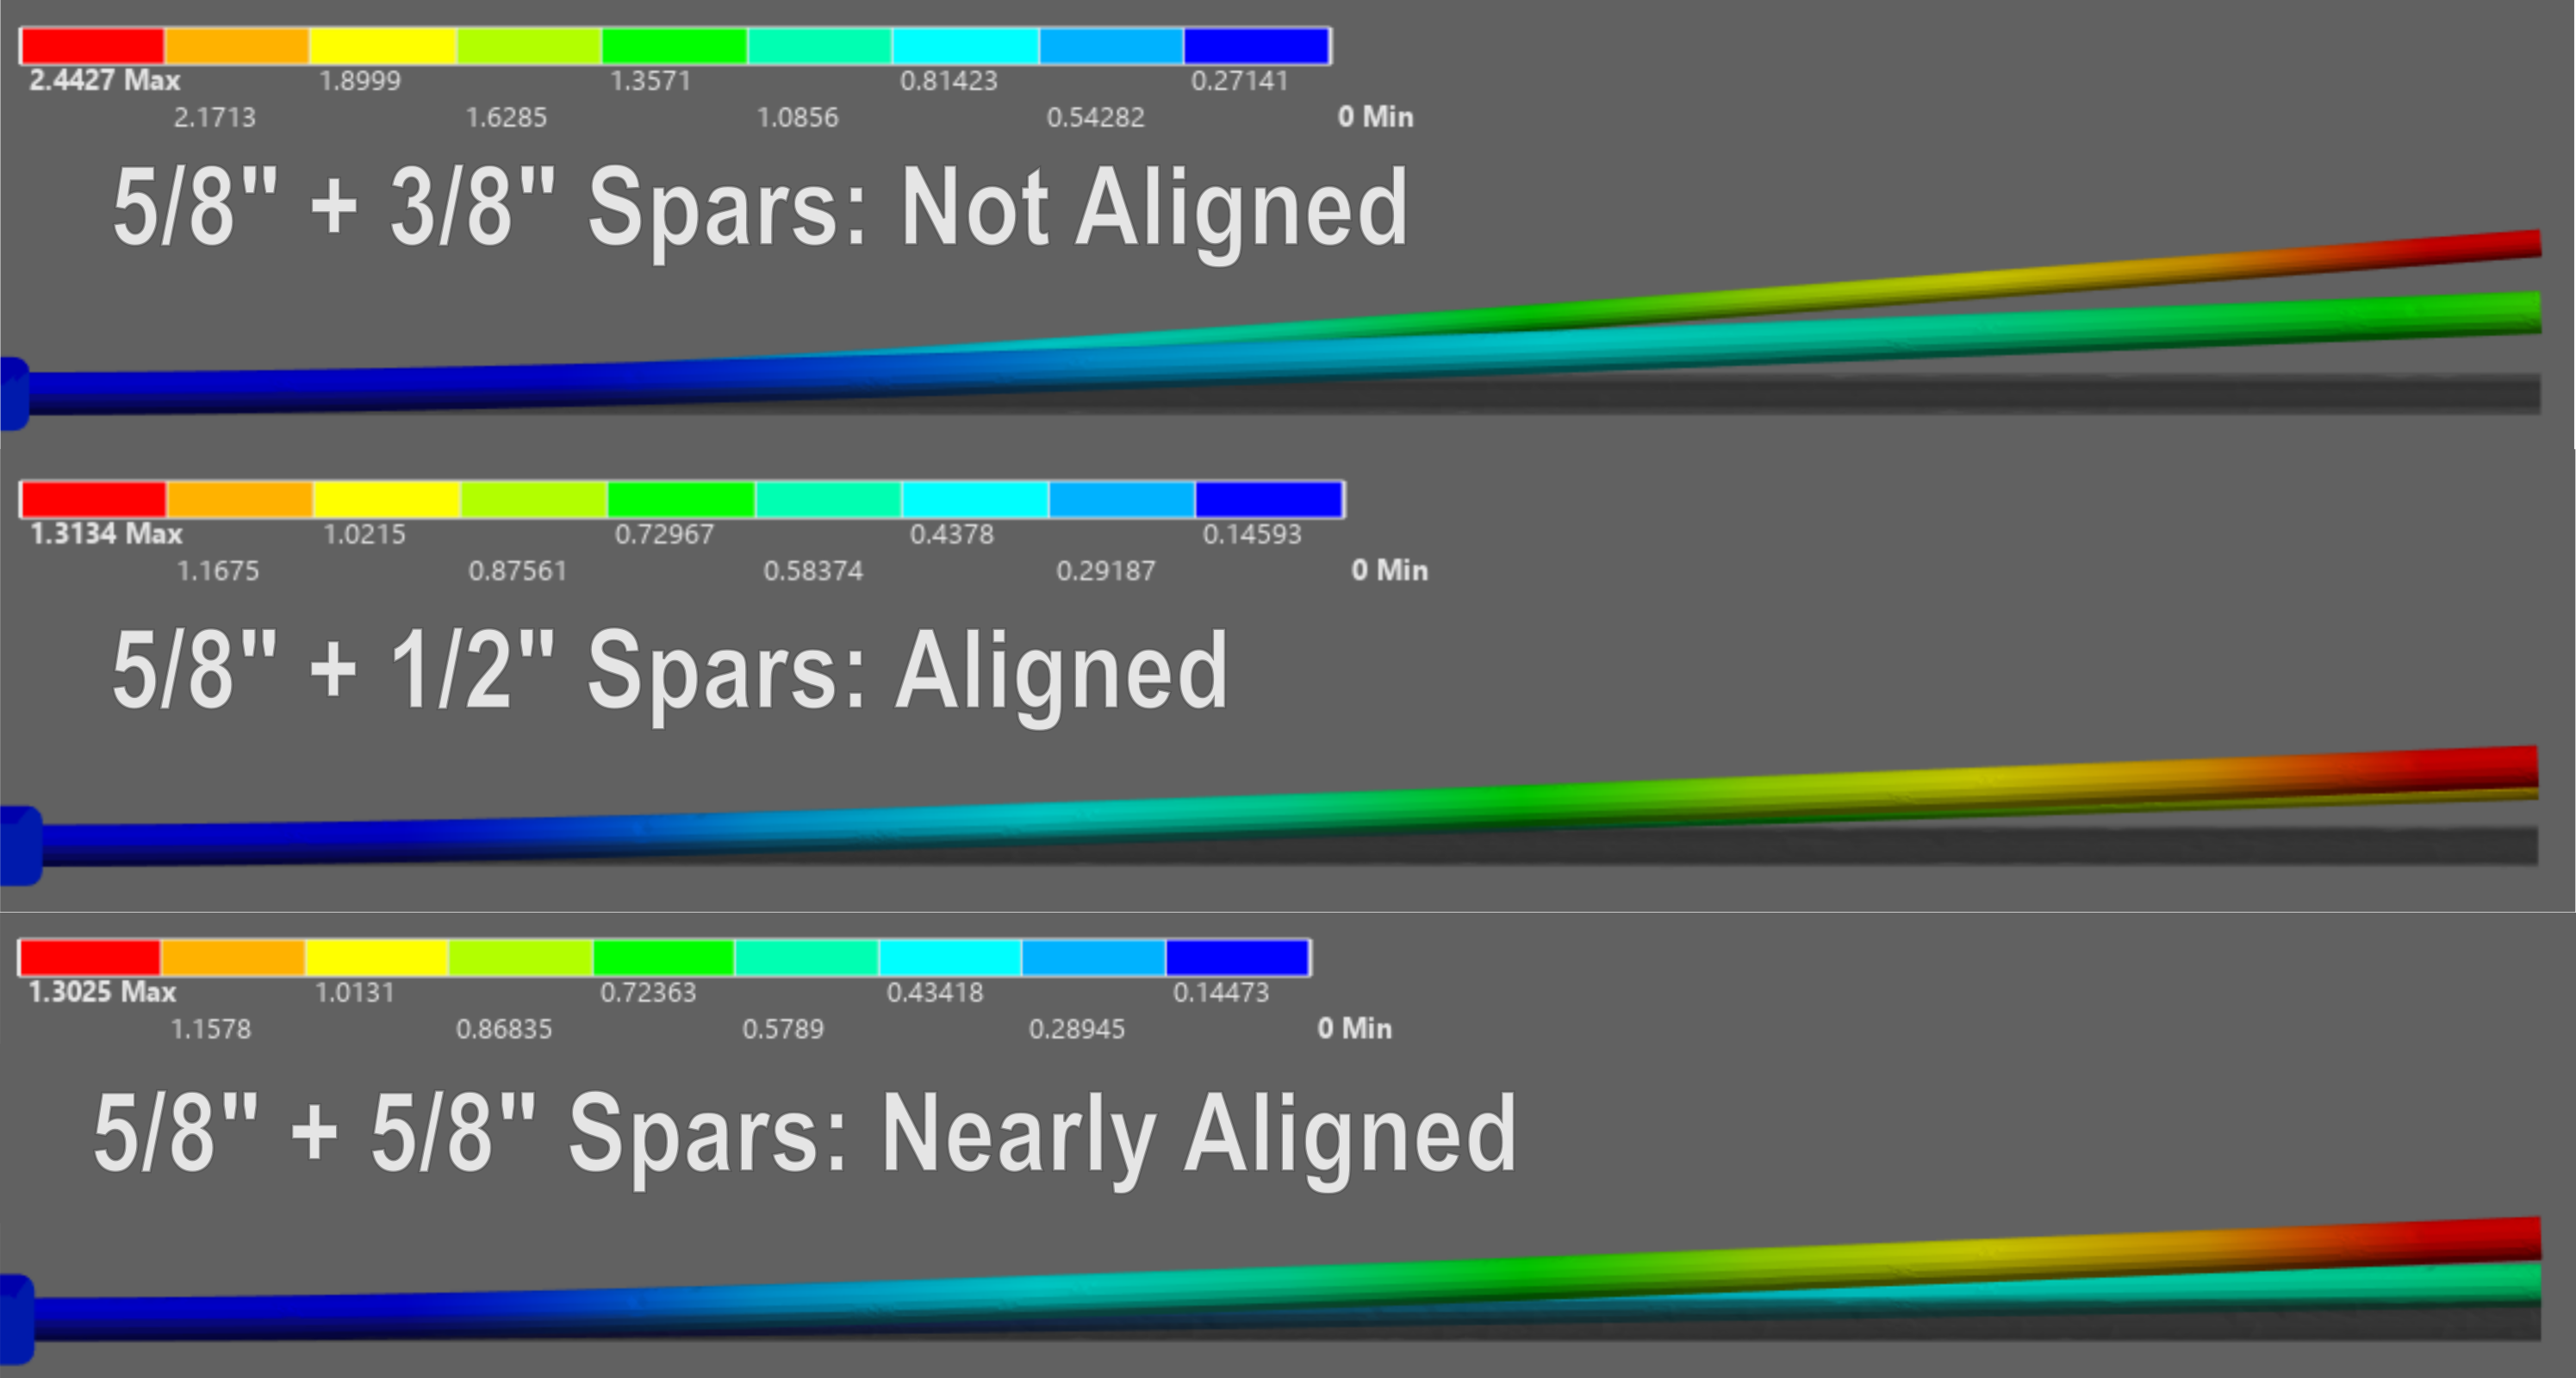 2.4427 Max 1.8999 1.3571 0.81423 0.27141
2.1713 1.6285 1.0856 0.54282 0 Min
5/8" + 3/8" Spars: Not Aligned
1.3134 Max 1.0215 0.72967 0.4378 0.14593
1.1675 0.87561 0.58374 0.29187 0 Min
5/8" + 1/2" Spars: Aligned
1.3025 Max 1.0131 0.72363 0.43418 0.14473
1.1578 0.86835 0.5789 0.28945 0 Min
5/8" + 5/8" Spars: Nearly Aligned